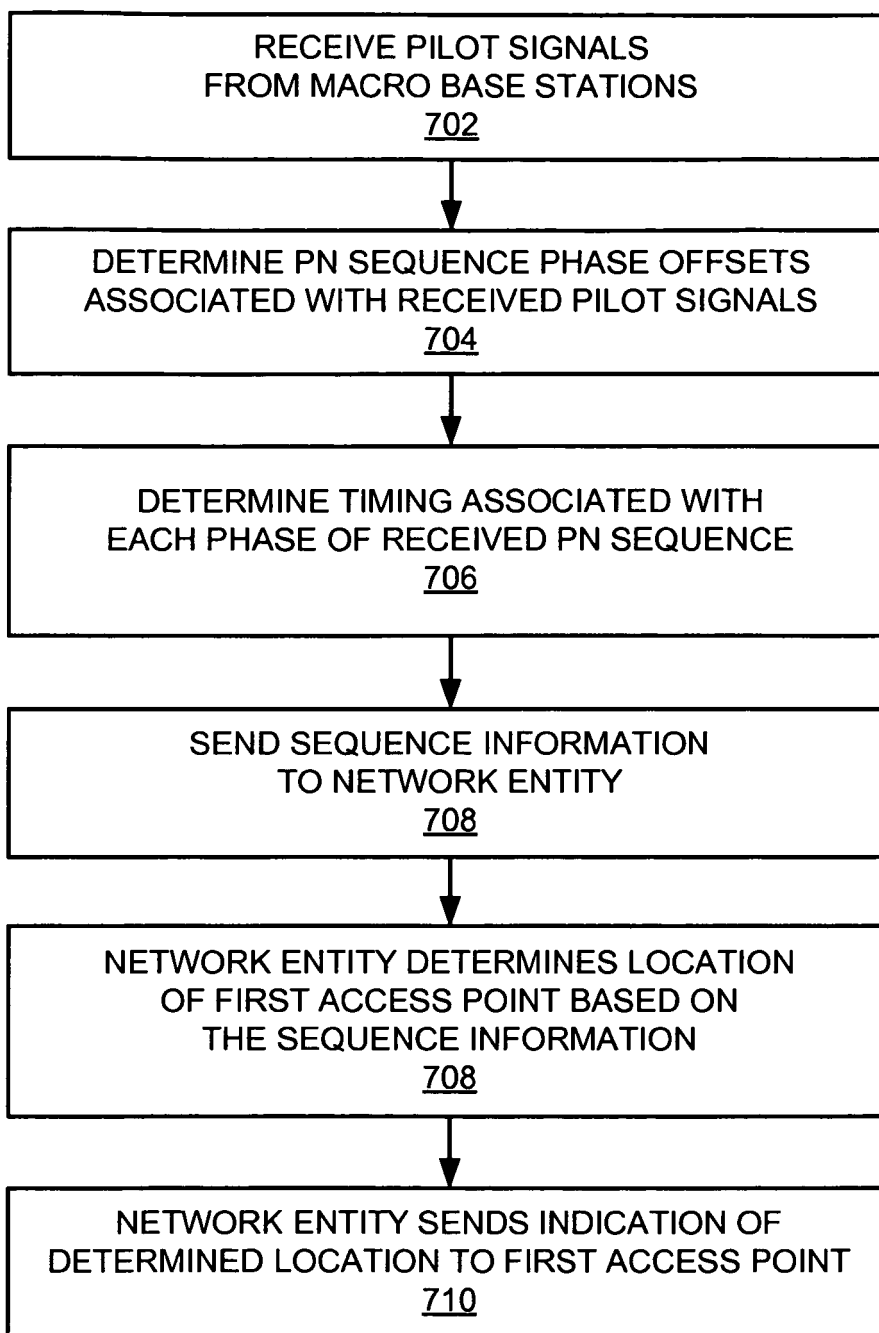 RECEIVE PILOT SIGNALS
FROM MACRO BASE STATIONS
702
DETERMINE PN SEQUENCE PHASE OFFSETS
ASSOCIATED WITH RECEIVED PILOT SIGNALS
704
DETERMINE TIMING ASSOCIATED WITH
EACH PHASE OF RECEIVED PN SEQUENCE
706
SEND SEQUENCE INFORMATION
TO NETWORK ENTITY
708
NETWORK ENTITY DETERMINES LOCATION
OF FIRST ACCESS POINT BASED ON
THE SEQUENCE INFORMATION
708
NETWORK ENTITY SENDS INDICATION OF
DETERMINED LOCATION TO FIRST ACCESS POINT
710